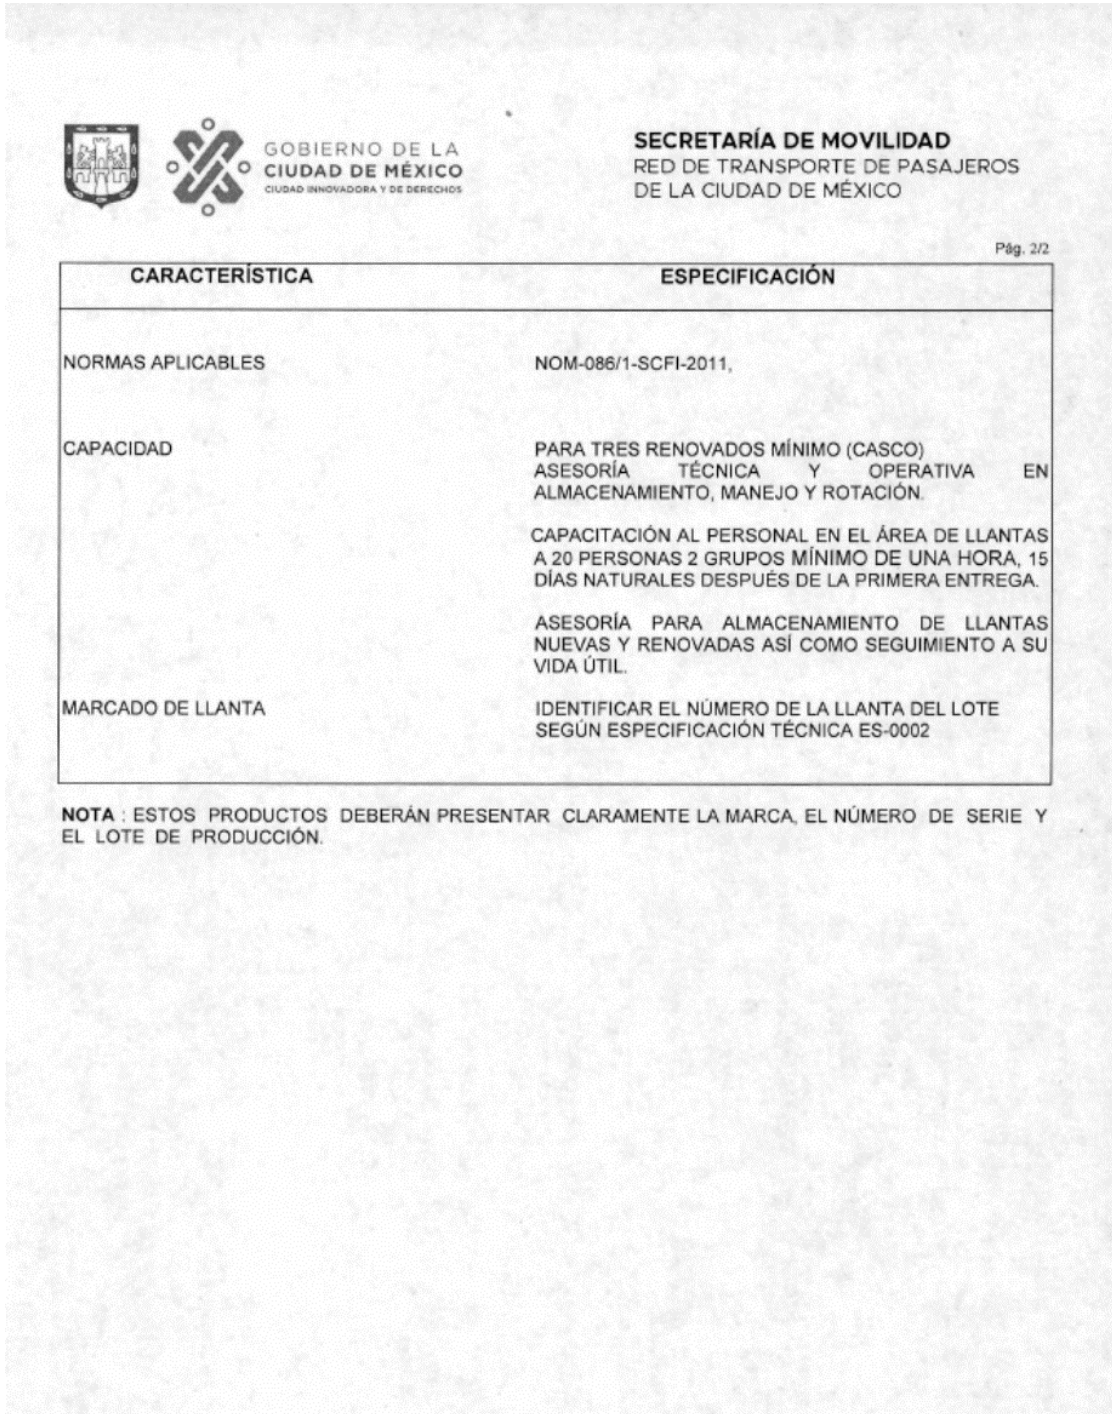 GOBIERNO DE LA
CIUDAD DE MÉXICO
CIUDAD INNOVADORA Y DE DERECHOS
SECRETARÍA DE MOVILIDAD
RED DE TRANSPORTE DE PASAJEROS
DE LA CIUDAD DE MÉXICO
Pág. 2/2
CARACTERÍSTICA ESPECIFICACIÓN
NORMAS APLICABLES NOM-086/1-SCFI-2011,
CAPACIDAD PARA TRES RENOVADOS MÍNIMO (CASCO)
ASESORÍA TÉCNICA Y OPERATIVA EN
ALMACENAMIENTO, MANEJO Y ROTACIÓN.
CAPACITACIÓN AL PERSONAL EN EL ÁREA DE LLANTAS
A 20 PERSONAS 2 GRUPOS MÍNIMO DE UNA HORA, 15
DÍAS NATURALES DESPUÉS DE LA PRIMERA ENTREGA.
ASESORÍA PARA ALMACENAMIENTO DE LLANTAS
NUEVAS Y RENOVADAS ASÍ COMO SEGUIMIENTO A SU
VIDA ÚTIL.
MARCADO DE LLANTA IDENTIFICAR EL NÚMERO DE LA LLANTA DEL LOTE
SEGÚN ESPECIFICACIÓN TÉCNICA ES-0002
NOTA : ESTOS PRODUCTOS DEBERÁN PRESENTAR CLARAMENTE LA MARCA, EL NÚMERO DE SERIE Y
EL LOTE DE PRODUCCIÓN.